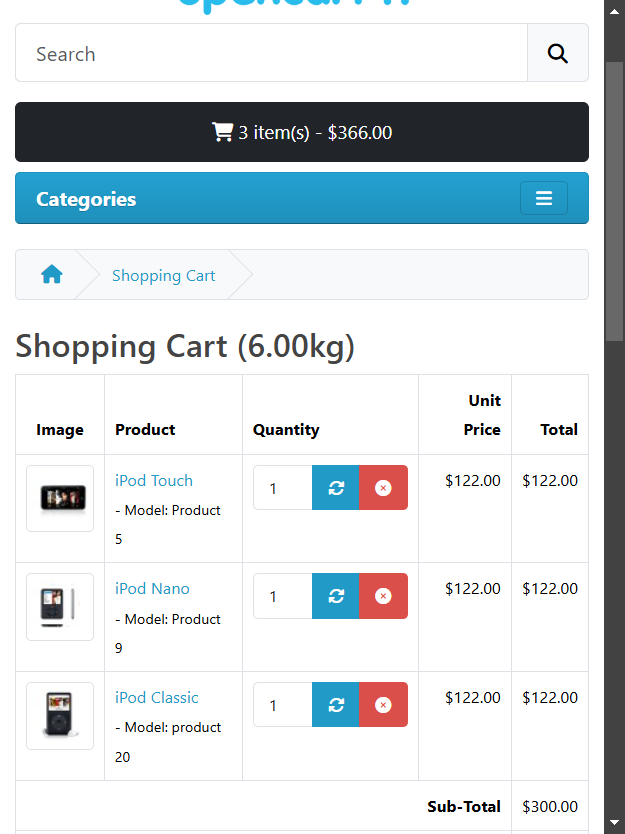 Search
3 item(s) - $366.00
Categories
Shopping Cart
Shopping Cart (6.00kg)
Image Product Quantity Unit Price Total
iPod Touch 1 $122.00 $122.00
- Model: Product
5
iPod Nano 1 $122.00 $122.00
- Model: Product
9
iPod Classic 1 $122.00 $122.00
- Model: product
20
Sub-Total $300.00